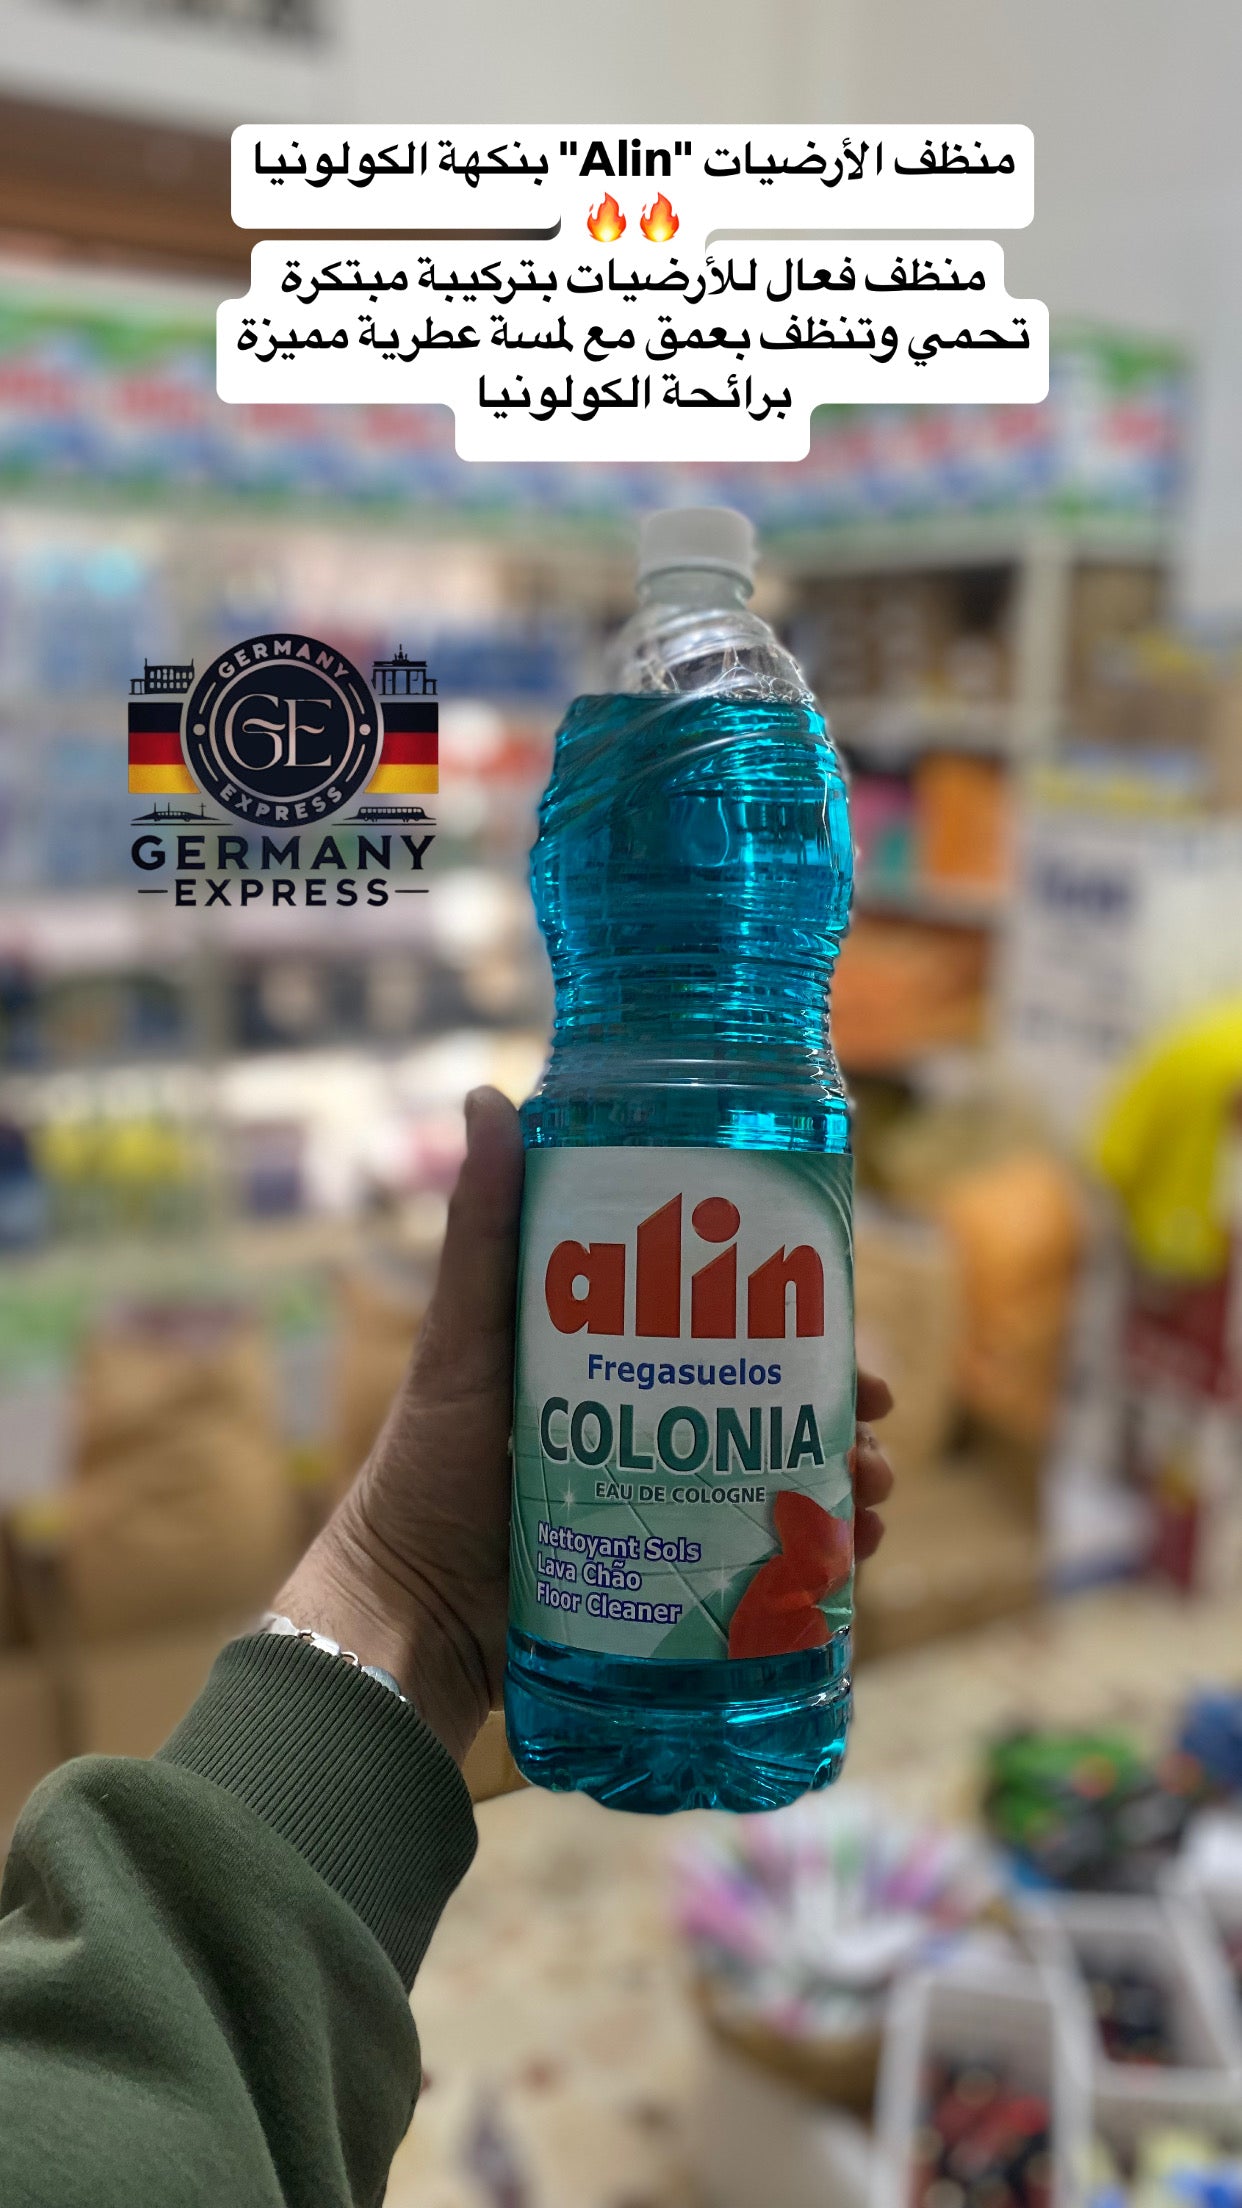 منظف الأرضيات "Alin" بنكهة الكولونيا
🔥🔥
منظف فعال للأرضيات بتركيبة مبتكرة
تحمي وتنظف بعمق مع لمسة عطرية مميزة
برائحة الكولونيا
GERMANY
GE
EXPRESS
GERMANY
EXPRESS
alin
Fregasuelos
COLONIA
EAU DE COLOGNE
Nettoyant Sols
Lava Chão
Floor Cleaner